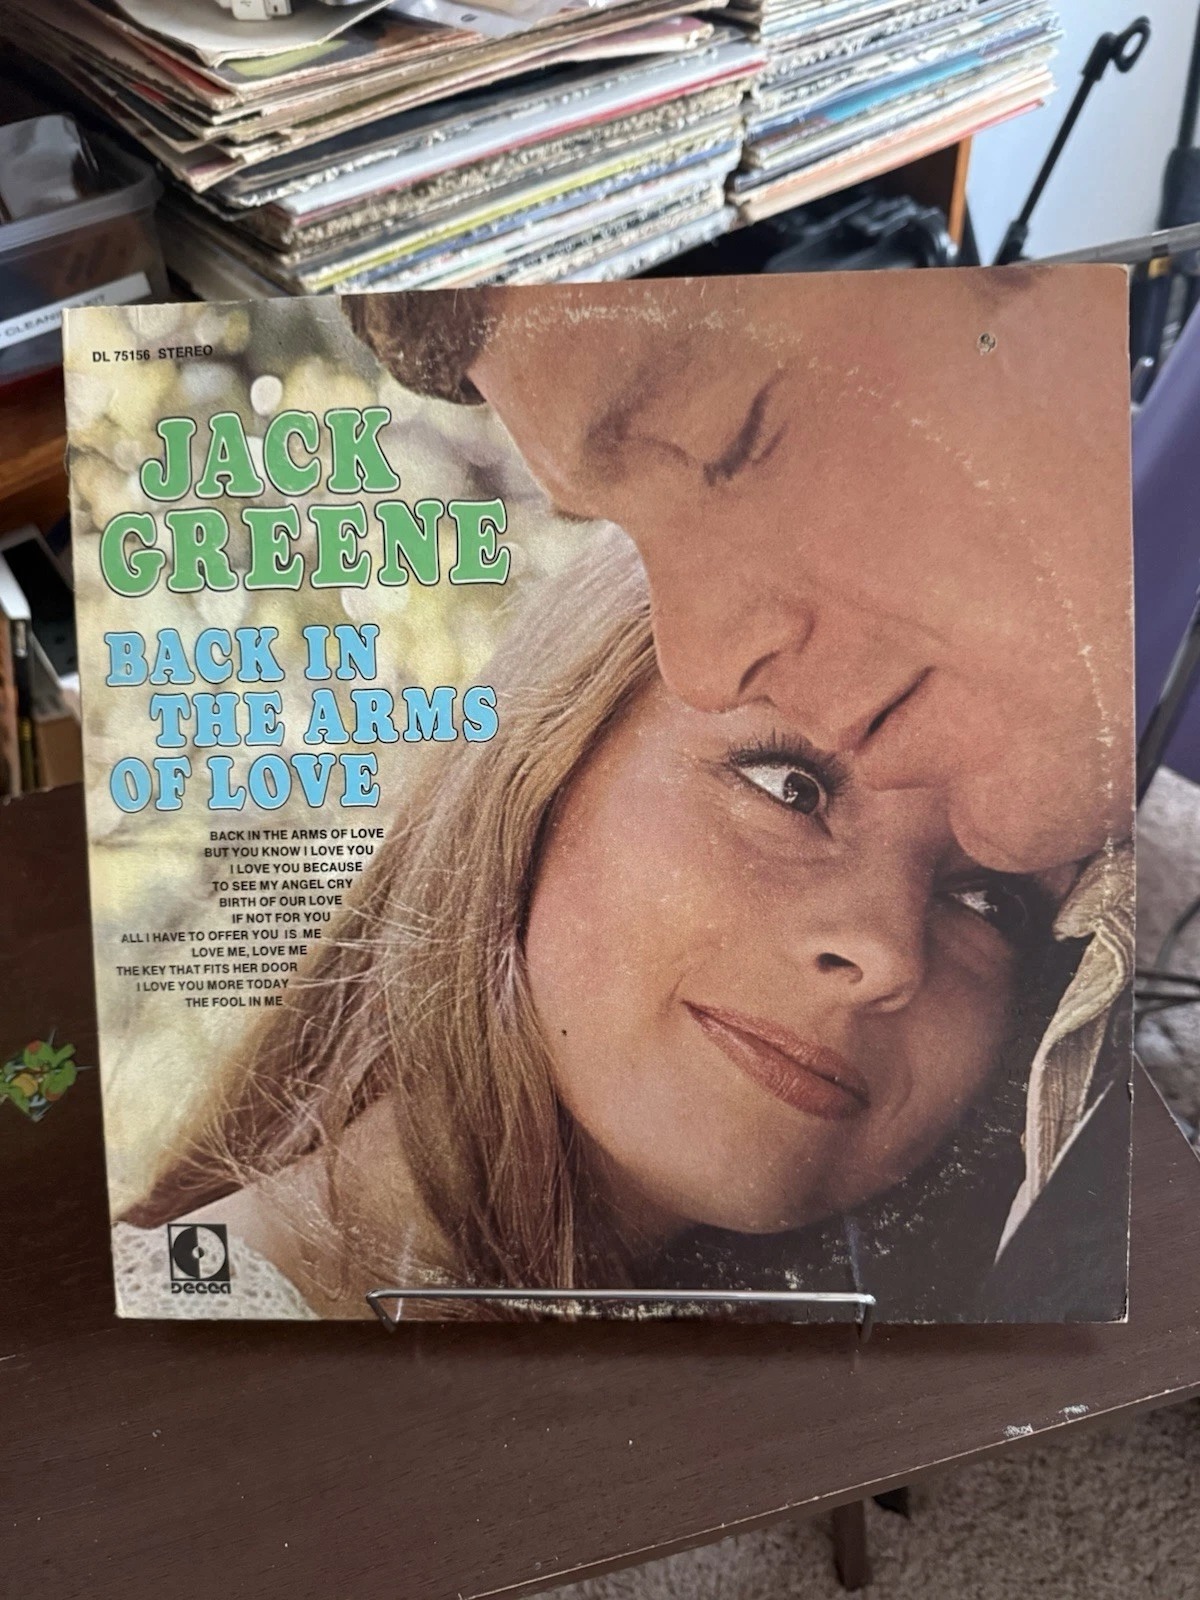 CLEANI
DL 75156 STEREO
JACK
GREENE
BACK IN
THE ARMS
OF LOVE
BACK IN THE ARMS OF LOVE
BUT YOU KNOW I LOVE YOU
I LOVE YOU BECAUSE
TO SEE MY ANGEL CRY
BIRTH OF OUR LOVE
IF NOT FOR YOU
ALL I HAVE TO OFFER YOU IS ME
LOVE ME, LOVE ME
THE KEY THAT FITS HER DOOR
I LOVE YOU MORE TODAY
THE FOOL IN ME
DECCA